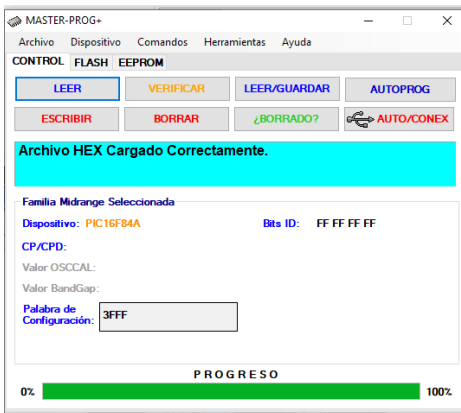 MASTER-PROG+
Archivo Dispositivo Comandos Herramientas Ayuda
CONTROL FLASH EEPROM
LEER VERIFICAR LEER/GUARDAR AUTOPROG
ESCRIBIR BORRAR ¿BORRADO? AUTO/CONEX
Archivo HEX Cargado Correctamente.
Familia Midrange Seleccionada
Dispositivo: PIC16F84A Bits ID: FF FF FF FF
CP/CPD:
Valor OSCCAL:
Valor BandGap:
Palabra de
Configuración: 3FFF
PROGRESO
0% 100%